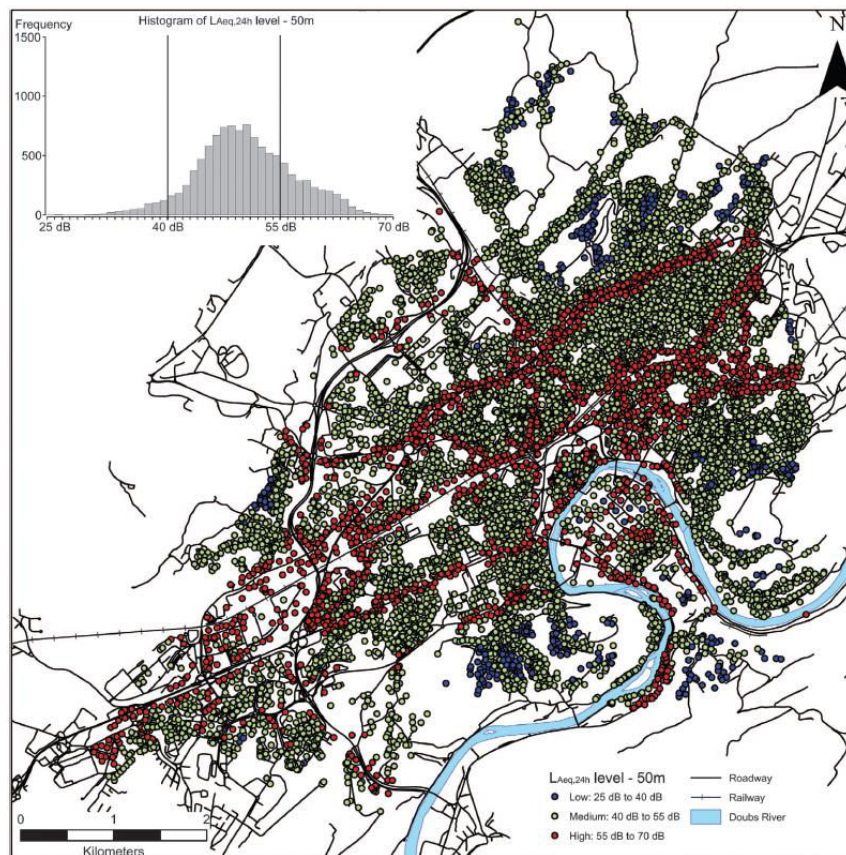 Frequency
Histogram of LAeq,24h level - 50m
1500
1000
500
0
25 dB
40 dB
55 dB
70 dB
N
LAeq,24h level - 50m
Low: 25 dB to 40 dB
Medium: 40 dB to 55 dB
High: 55 dB to 70 dB
Roadway
Railway
Doubs River
0 1 2
Kilometers